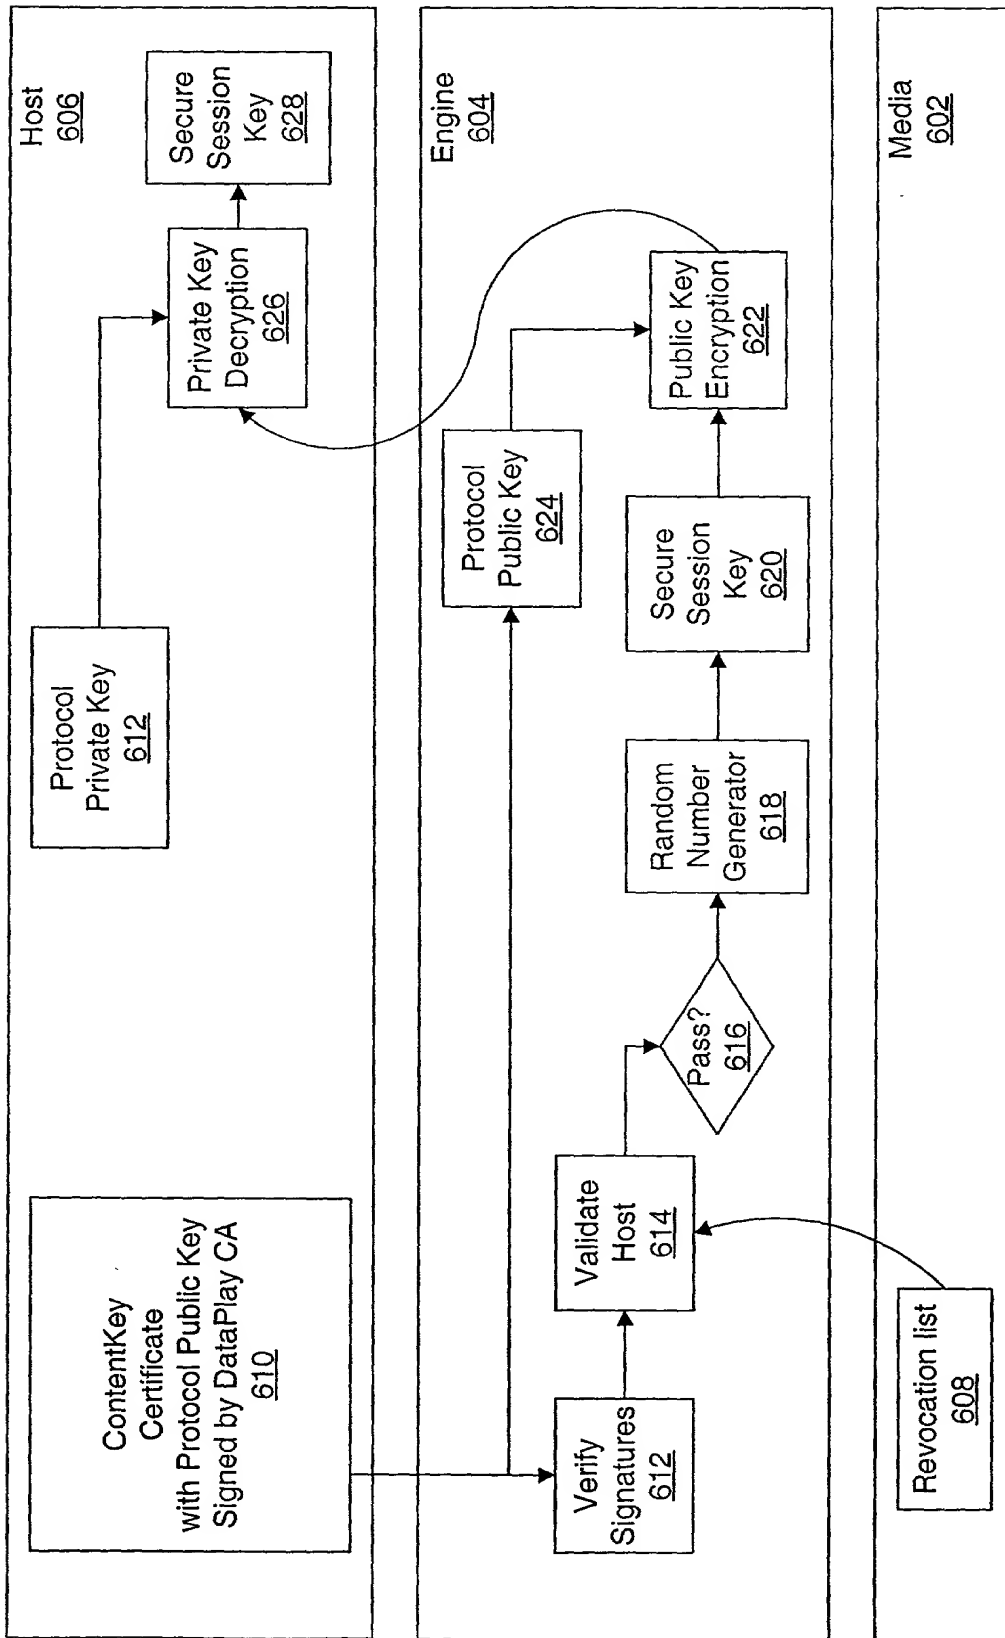 Host
606
ContentKey
Certificate
with Protocol Public Key
Signed by DataPlay CA
610
Protocol
Private Key
612
Private Key
Decryption
626
Secure
Session
Key
628
Engine
604
Verify
Signatures
612
Validate
Host
614
Pass?
616
Random
Number
Generator
618
Secure
Session
Key
620
Protocol
Public Key
624
Public Key
Encryption
622
Media
602
Revocation list
608